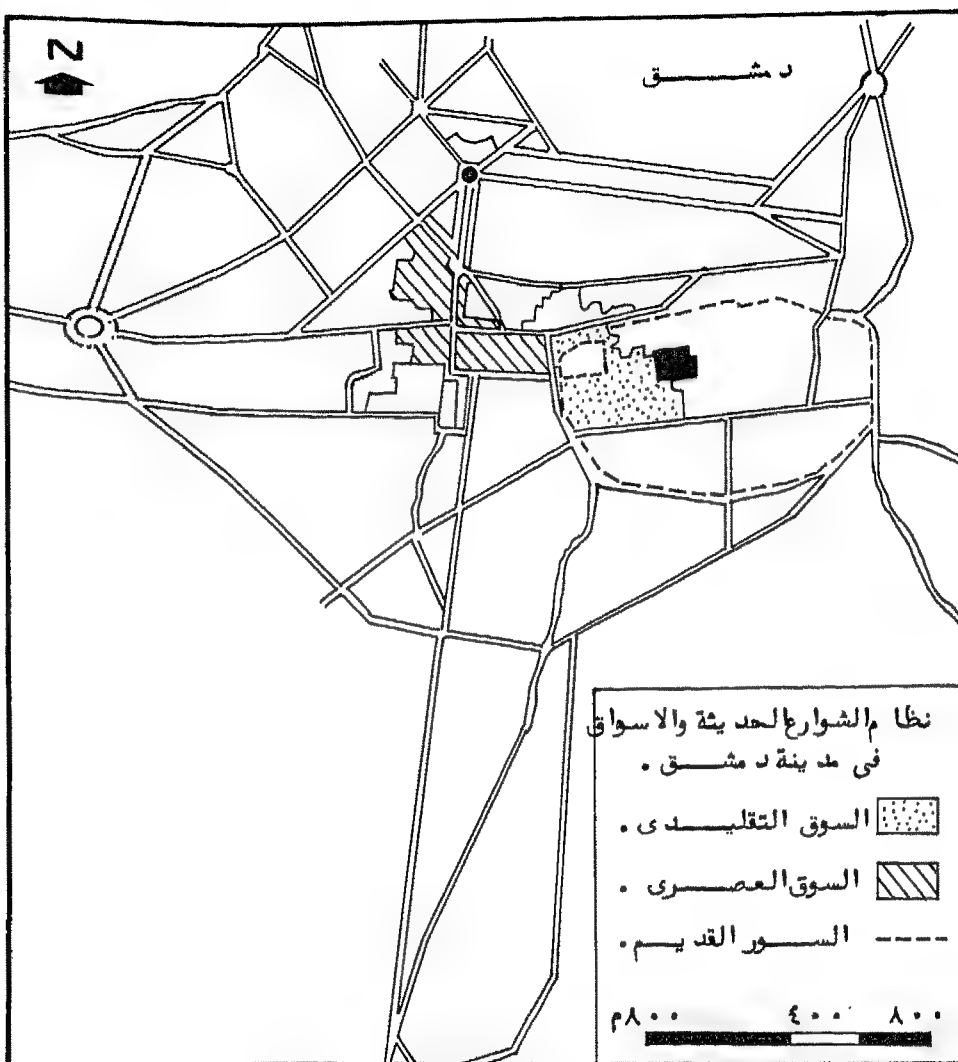 N
دمشق
نظام الشوارع الحديثة والاسواق
فى مدينة دمشق .
السوق التقليدى .
السوق العصرى .
السور القديم .
٨٠٠م ٤٠٠ ٨٠٠